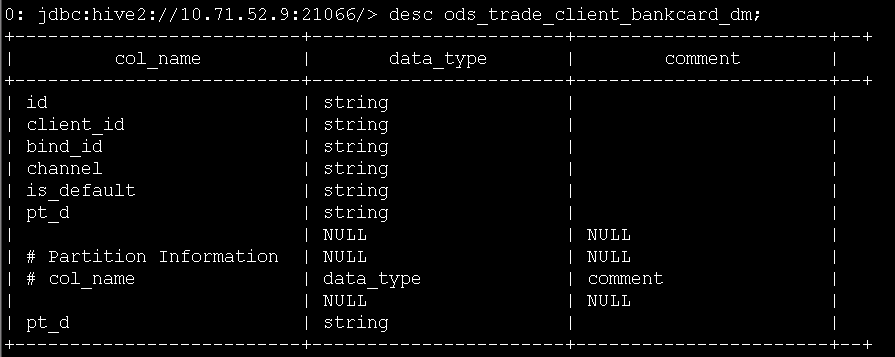 0: jdbc:hive2://10.71.52.9:21066/> desc ods_trade_client_bankcard_dm;
+---------------------------+-----------------------+-----------------------+--+
| col_name | data_type | comment |
+---------------------------+-----------------------+-----------------------+--+
| id | string | |
| client_id | string | |
| bind_id | string | |
| channel | string | |
| is_default | string | |
| pt_d | string | |
| | NULL | NULL |
| # Partition Information | NULL | NULL |
| # col_name | data_type | comment |
| | NULL | NULL |
| pt_d | string | |
+---------------------------+-----------------------+-----------------------+--+